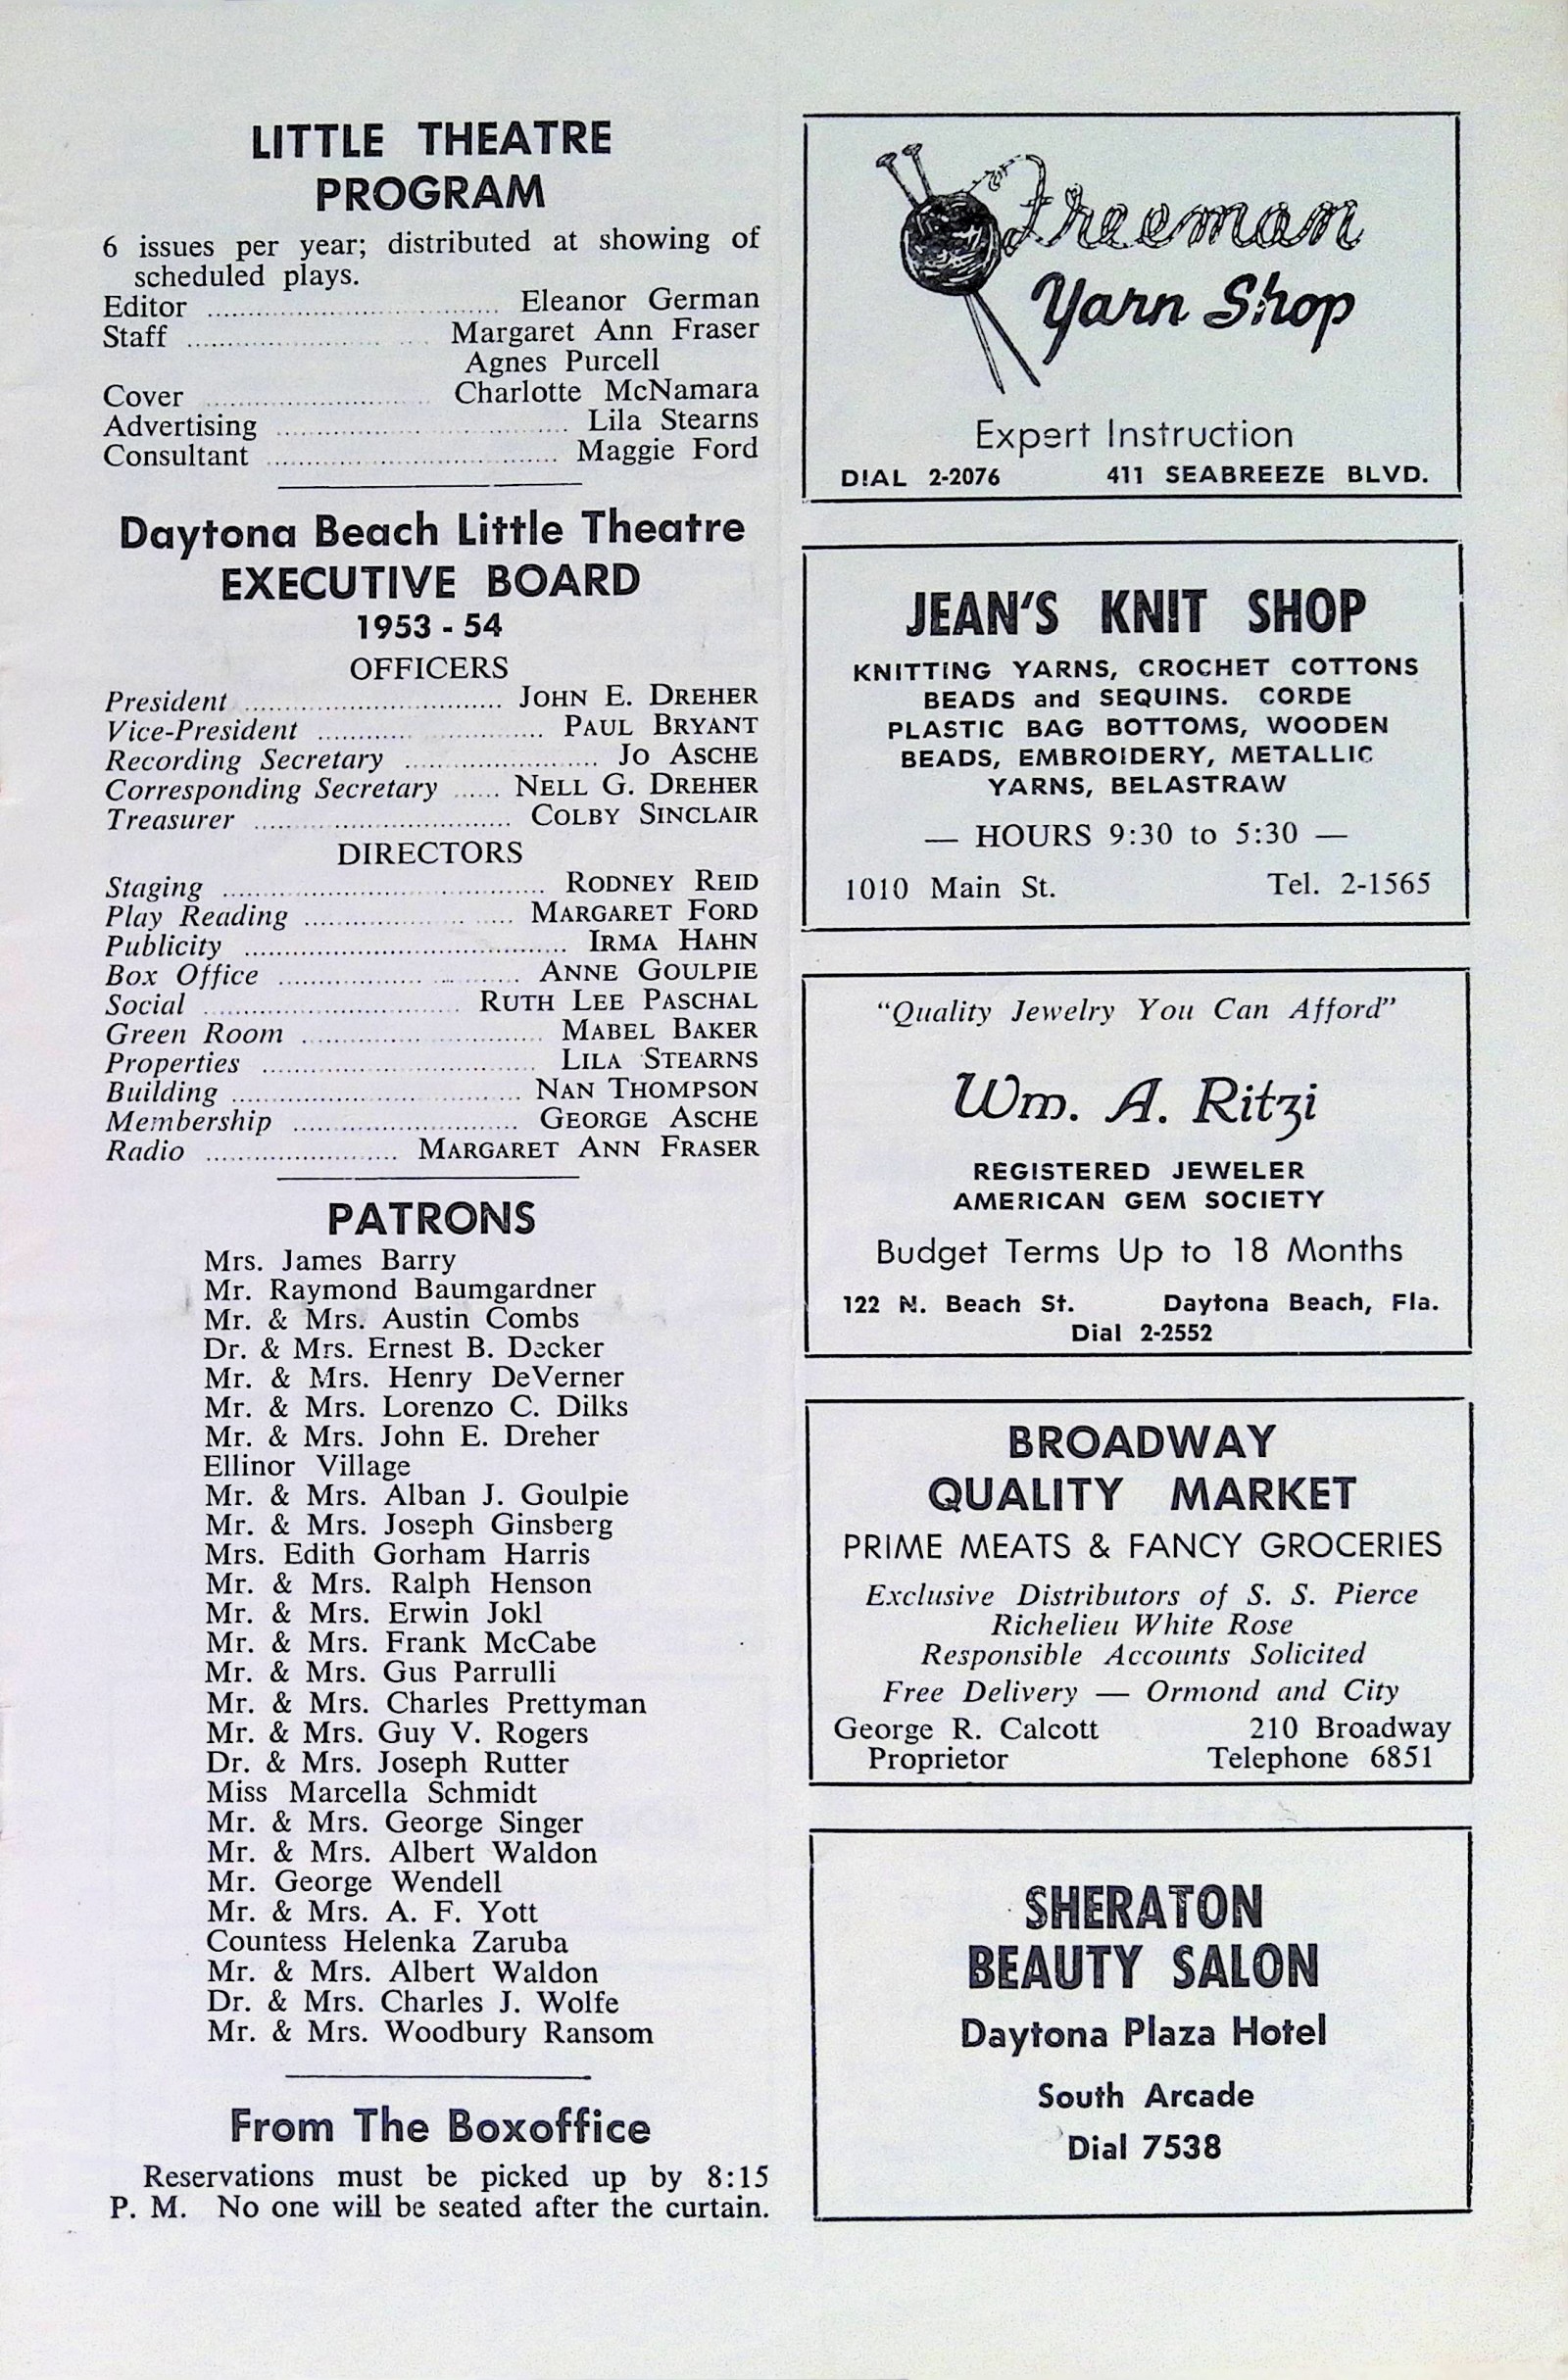 LITTLE THEATRE
PROGRAM
6 issues per year; distributed at showing of
scheduled plays.
Editor ........ Eleanor German
Staff ........ Margaret Ann Fraser
Agnes Purcell
Cover ........ Charlotte McNamara
Advertising ........ Lila Stearns
Consultant ........ Maggie Ford
Daytona Beach Little Theatre
EXECUTIVE BOARD
1953 - 54
OFFICERS
President ........ JOHN E. DREHER
Vice-President ........ PAUL BRYANT
Recording Secretary ........ JO ASCHE
Corresponding Secretary ...... NELL G. DREHER
Treasurer ........ COLBY SINCLAIR
DIRECTORS
Staging ........ RODNEY REID
Play Reading ........ MARGARET FORD
Publicity ........ IRMA HAHN
Box Office ........ ANNE GOULPIE
Social ........ RUTH LEE PASCHAL
Green Room ........ MABEL BAKER
Properties ........ LILA STEARNS
Building ........ NAN THOMPSON
Membership ........ GEORGE ASCHE
Radio ........ MARGARET ANN FRASER
PATRONS
Mrs. James Barry
Mr. Raymond Baumgardner
Mr. & Mrs. Austin Combs
Dr. & Mrs. Ernest B. Decker
Mr. & Mrs. Henry DeVerner
Mr. & Mrs. Lorenzo C. Dilks
Mr. & Mrs. John E. Dreher
Ellinor Village
Mr. & Mrs. Alban J. Goulpie
Mr. & Mrs. Joseph Ginsberg
Mrs. Edith Gorham Harris
Mr. & Mrs. Ralph Henson
Mr. & Mrs. Erwin Jokl
Mr. & Mrs. Frank McCabe
Mr. & Mrs. Gus Parrulli
Mr. & Mrs. Charles Prettyman
Mr. & Mrs. Guy V. Rogers
Dr. & Mrs. Joseph Rutter
Miss Marcella Schmidt
Mr. & Mrs. George Singer
Mr. & Mrs. Albert Waldon
Mr. George Wendell
Mr. & Mrs. A. F. Yott
Countess Helenka Zaruba
Mr. & Mrs. Albert Waldon
Dr. & Mrs. Charles J. Wolfe
Mr. & Mrs. Woodbury Ransom
From The Boxoffice
Reservations must be picked up by 8:15
P. M. No one will be seated after the curtain.
Freeman
Yarn Shop
Expert Instruction
DIAL 2-2076 411 SEABREEZE BLVD.
JEAN'S KNIT SHOP
KNITTING YARNS, CROCHET COTTONS
BEADS and SEQUINS. CORDE
PLASTIC BAG BOTTOMS, WOODEN
BEADS, EMBROIDERY, METALLIC
YARNS, BELASTRAW
— HOURS 9:30 to 5:30 —
1010 Main St. Tel. 2-1565
"Quality Jewelry You Can Afford"
Wm. A. Ritzi
REGISTERED JEWELER
AMERICAN GEM SOCIETY
Budget Terms Up to 18 Months
122 N. Beach St. Daytona Beach, Fla.
Dial 2-2552
BROADWAY
QUALITY MARKET
PRIME MEATS & FANCY GROCERIES
Exclusive Distributors of S. S. Pierce
Richelieu White Rose
Responsible Accounts Solicited
Free Delivery — Ormond and City
George R. Calcott 210 Broadway
Proprietor Telephone 6851
SHERATON
BEAUTY SALON
Daytona Plaza Hotel
South Arcade
Dial 7538